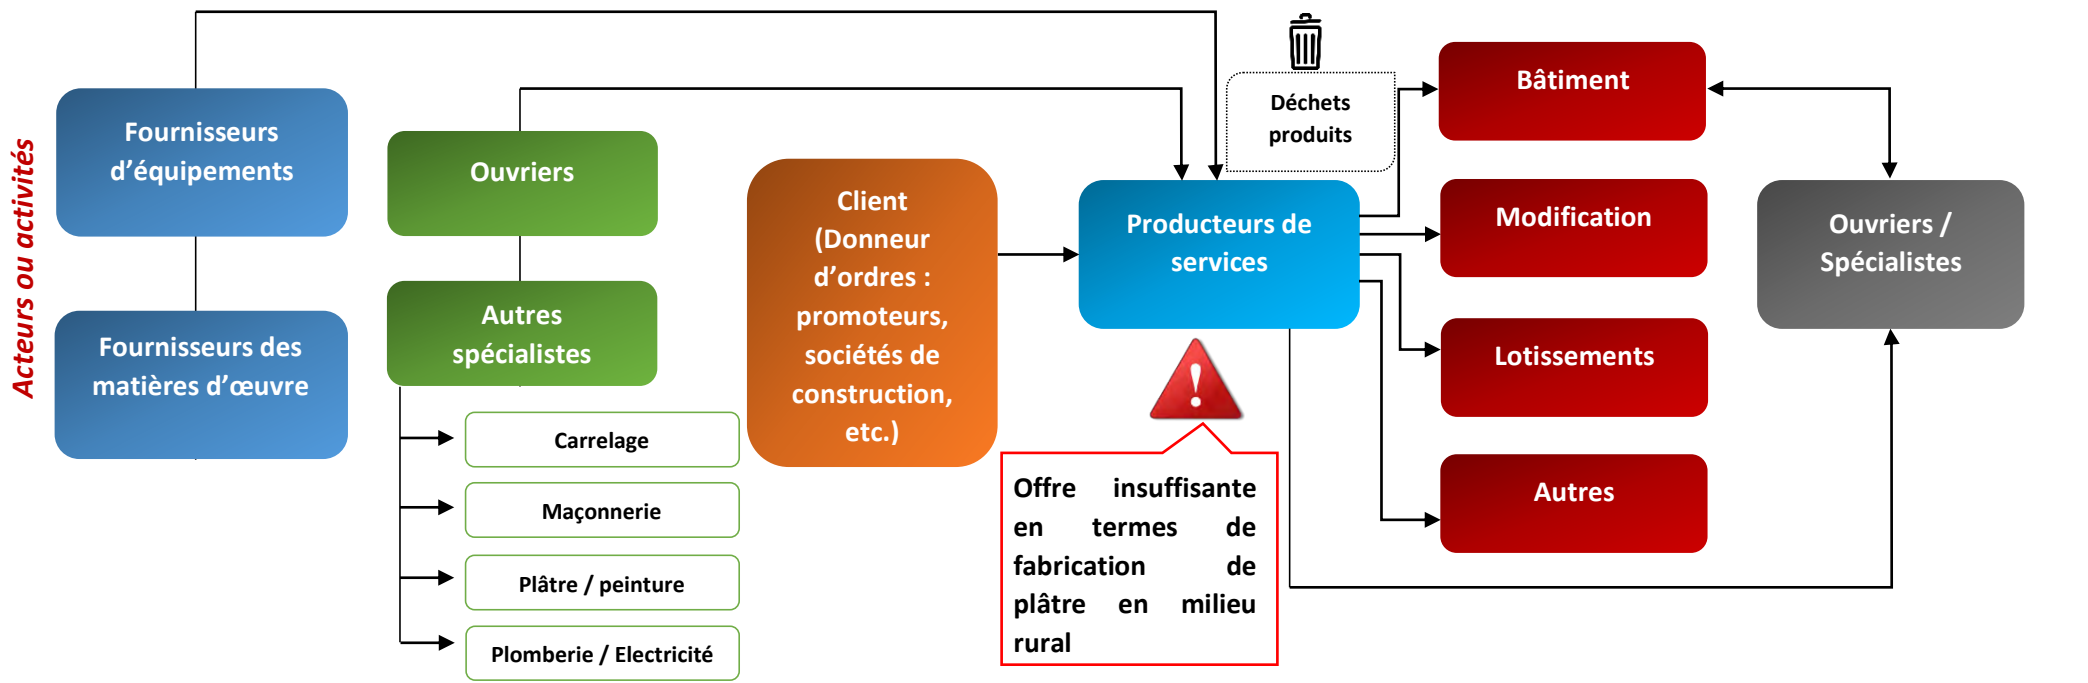 Acteurs ou activités
Fournisseurs
d’équipements
Fournisseurs des
matières d’œuvre
Ouvriers
Autres
spécialistes
Carrelage
Maçonnerie
Plâtre / peinture
Plomberie / Electricité
Client
(Donneur
d’ordres :
promoteurs,
sociétés de
construction,
etc.)
Producteurs de
services
Offre insuffisante
en termes de
fabrication de
plâtre en milieu
rural
Déchets
produits
Bâtiment
Modification
Lotissements
Autres
Ouvriers /
Spécialistes